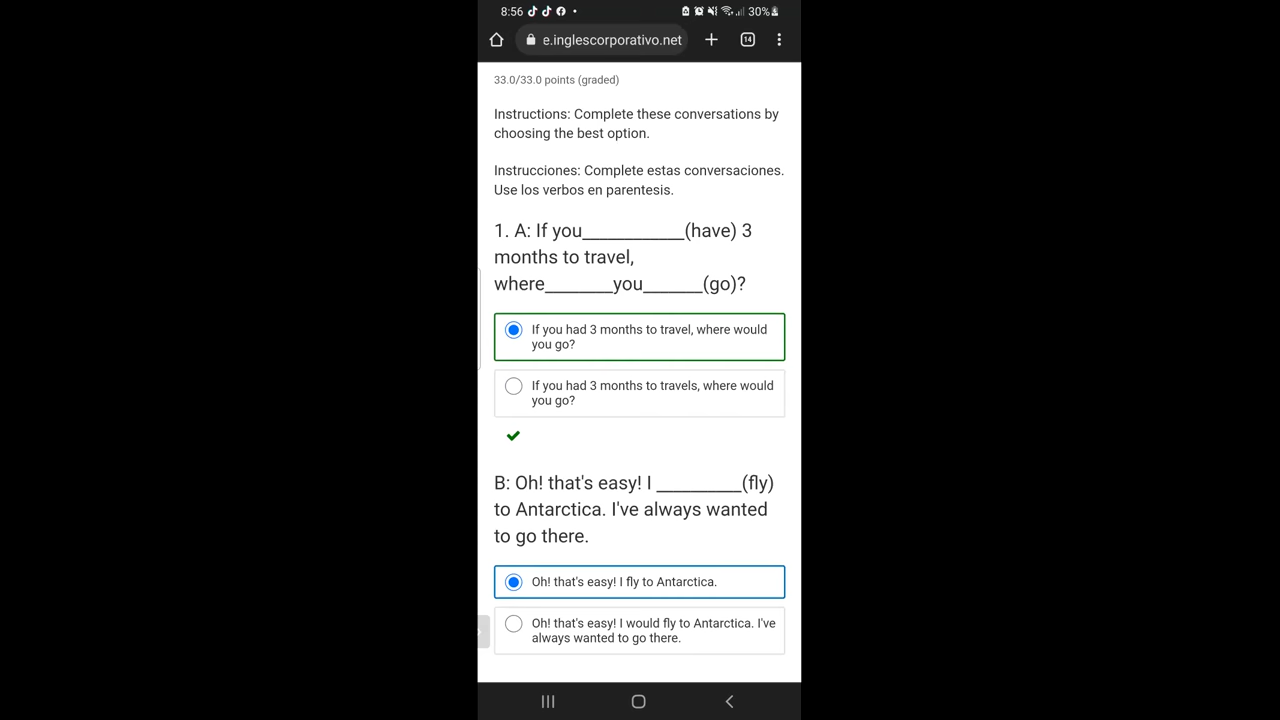 8:56
30%
e.inglescorporativo.net
14
33.0/33.0 points (graded)
Instructions: Complete these conversations by
choosing the best option.
Instrucciones: Complete estas conversaciones.
Use los verbos en parentesis.
1. A: If you____________(have) 3
months to travel,
where________you_______(go)?
If you had 3 months to travel, where would
you go?
If you had 3 months to travels, where would
you go?
B: Oh! that's easy! I __________(fly)
to Antarctica. I've always wanted
to go there.
Oh! that's easy! I fly to Antarctica.
Oh! that's easy! I would fly to Antarctica. I've
always wanted to go there.